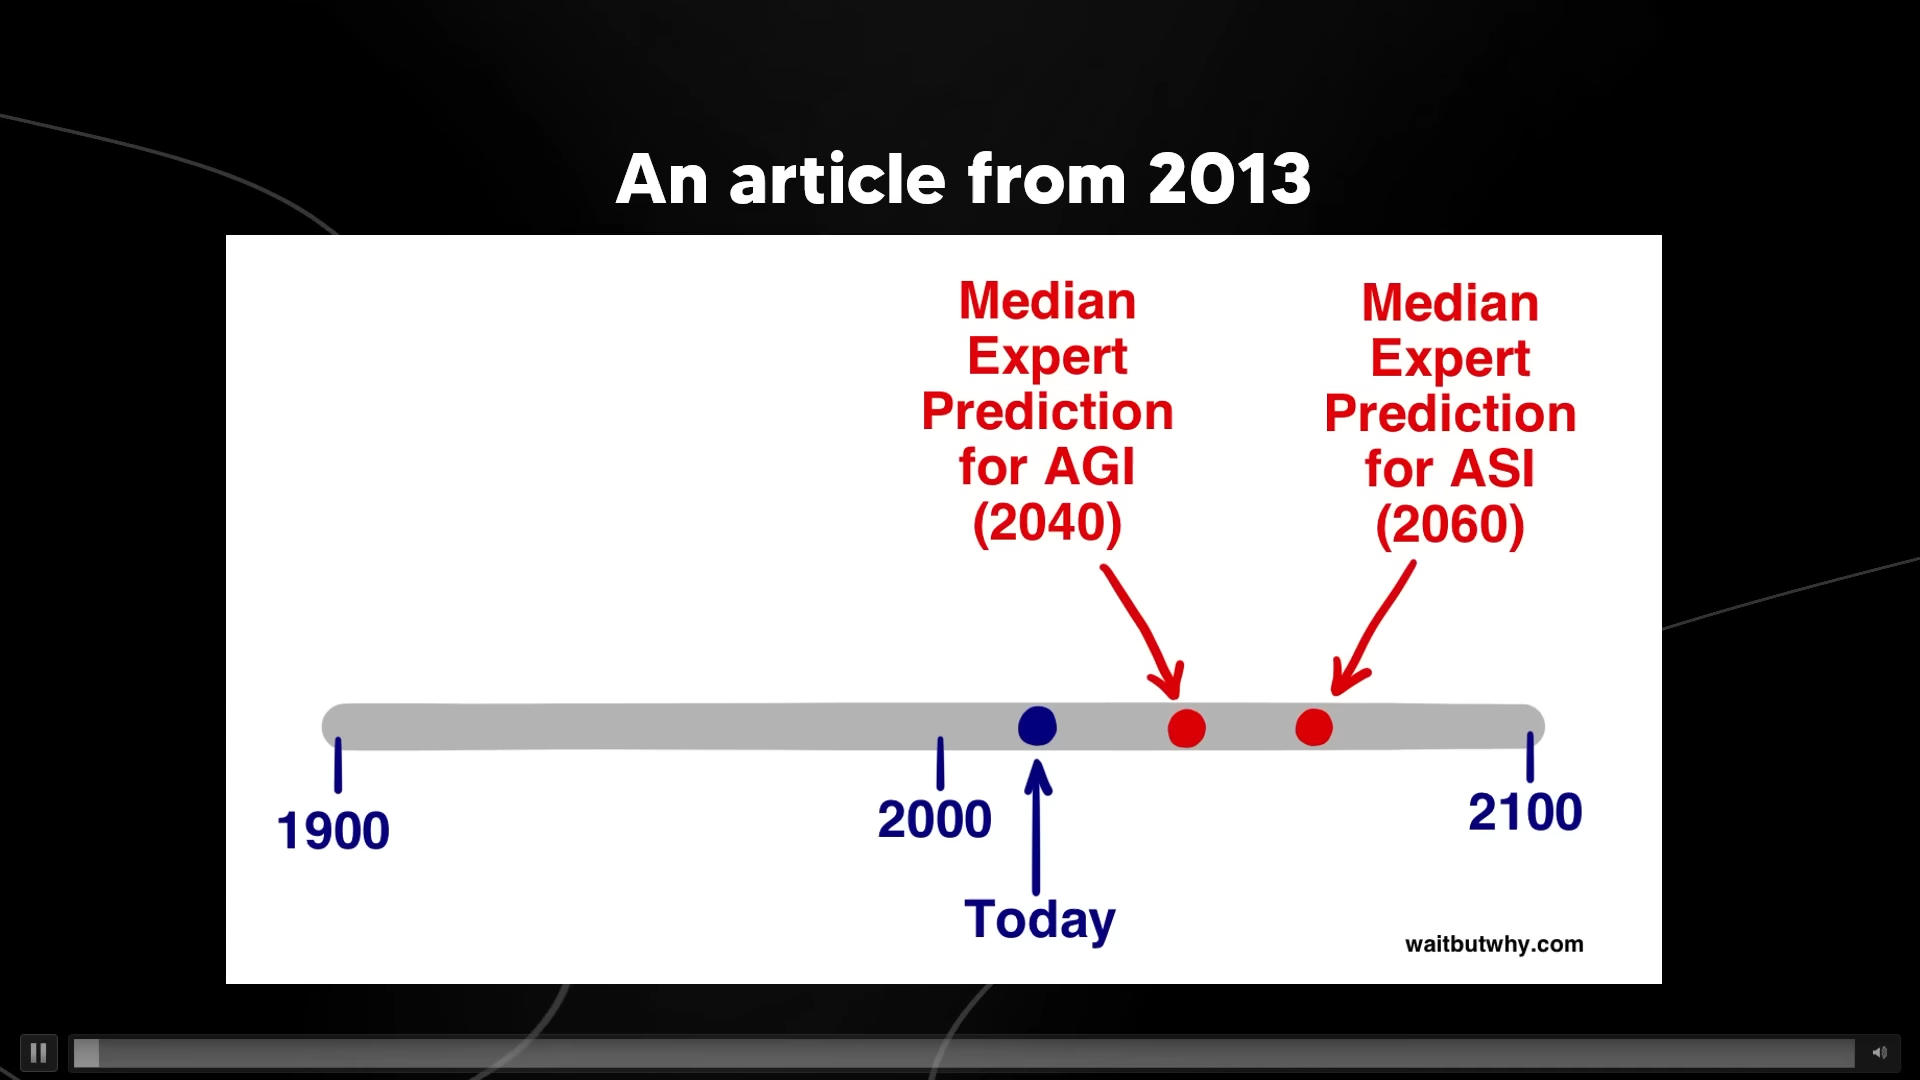 An article from 2013
Median
Expert
Prediction
for AGI
(2040)
Median
Expert
Prediction
for ASI
(2060)
1900
2000
2100
Today
waitbutwhy.com